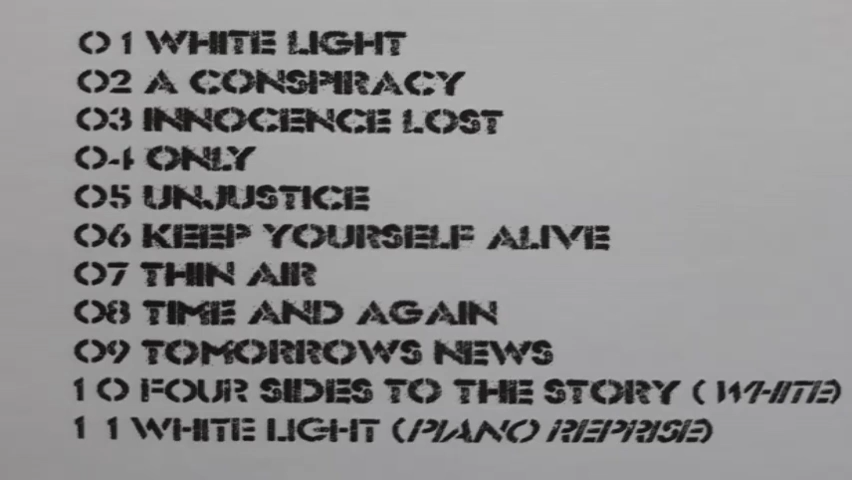 01 WHITE LIGHT
02 A CONSPIRACY
03 INNOCENCE LOST
04 ONLY
05 UNJUSTICE
06 KEEP YOURSELF ALIVE
07 THIN AIR
08 TIME AND AGAIN
09 TOMORROWS NEWS
10 FOUR SIDES TO THE STORY (WHITE)
11 WHITE LIGHT (PIANO REPRISE)